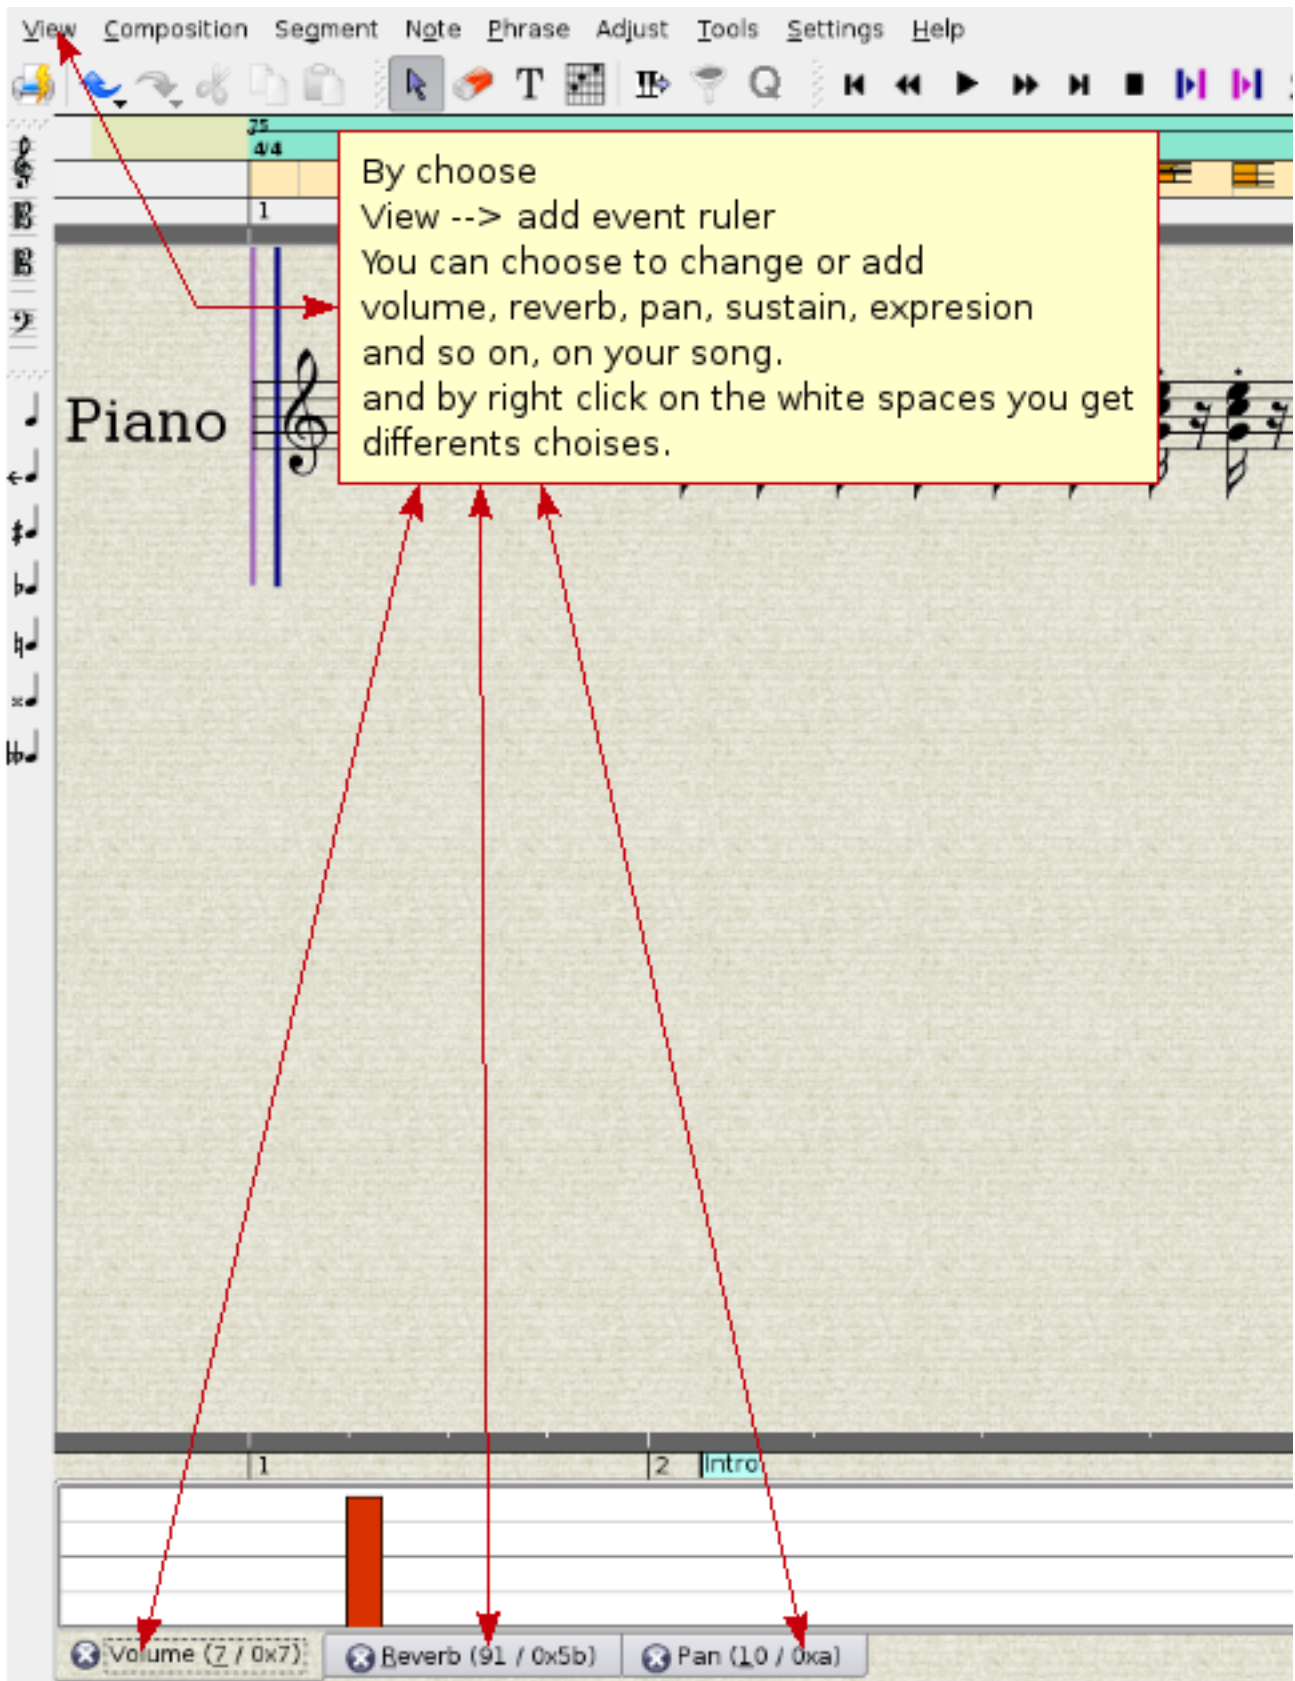 View Composition Segment Note Phrase Adjust Tools Settings Help
T Q
75
4/4
1
By choose
View --> add event ruler
You can choose to change or add
volume, reverb, pan, sustain, expresion
and so on, on your song.
and by right click on the white spaces you get
differents choises.
Piano
1 2 Intro
Volume (7 / 0x7) Reverb (91 / 0x5b) Pan (10 / 0xa)